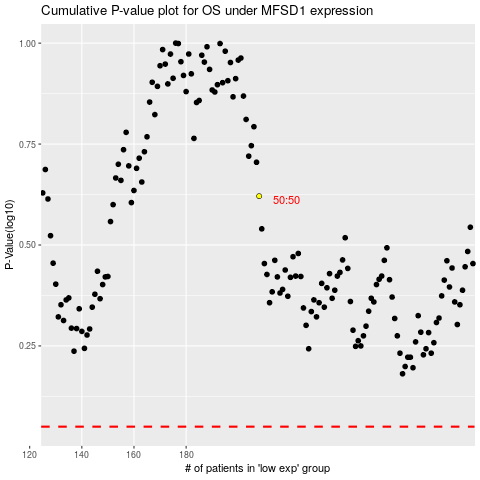 Cumulative P-value plot for OS under MFSD1 expression
P-Value(log10)
1.00
0.75
0.50
0.25
50:50
120 140 160 180
# of patients in 'low exp' group